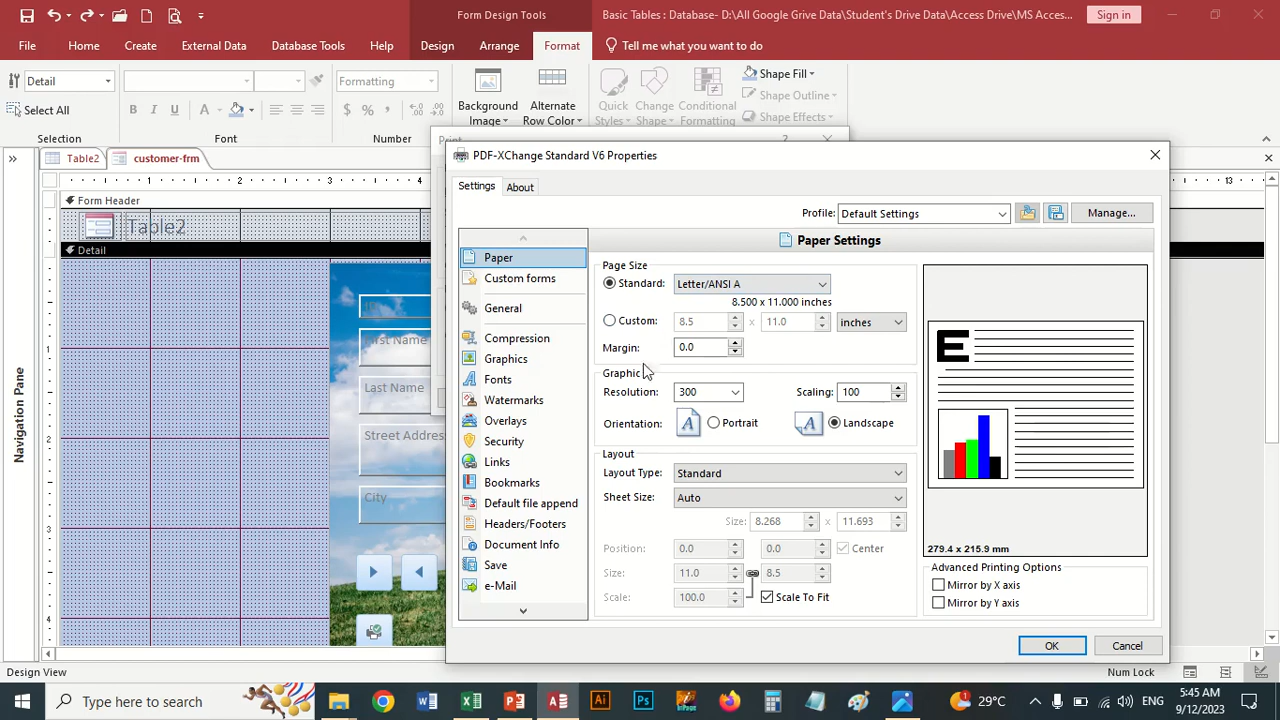 Form Design Tools
Basic Tables : Database- D:\All Google Grive Data\Student's Drive Data\Access Drive\MS Acces...
Sign in
File
Home
Create
External Data
Database Tools
Help
Design
Arrange
Format
Tell me what you want to do
Detail
Formatting
Select All
B I U A
$ % ,
Background Image
Alternate Row Color
Quick Styles
Change Shape
Conditional Formatting
Shape Fill
Shape Outline
Shape Effects
Selection
Font
Number
Table2
customer-frm
Print
Navigation Pane
Form Header
Table2
Detail
First Name
Last Name
Street Address
City
PDF-XChange Standard V6 Properties
Settings
About
Profile:
Default Settings
Manage...
Paper
Custom forms
General
Compression
Graphics
Fonts
Watermarks
Overlays
Security
Links
Bookmarks
Default file append
Headers/Footers
Document Info
Save
e-Mail
Paper Settings
Page Size
Standard:
Letter/ANSI A
8.500 x 11.000 inches
Custom:
8.5 x 11.0 inches
Margin:
0.0
Graphic
Resolution:
300
Scaling:
100
Orientation:
Portrait
Landscape
Layout
Layout Type:
Standard
Sheet Size:
Auto
Size: 8.268 x 11.693
Position: 0.0 0.0
Center
Size: 11.0 8.5
Scale: 100.0
Scale To Fit
E
279.4 x 215.9 mm
Advanced Printing Options
Mirror by X axis
Mirror by Y axis
OK
Cancel
Design View
Num Lock
Type here to search
29°C
ENG
5:45 AM
9/12/2023